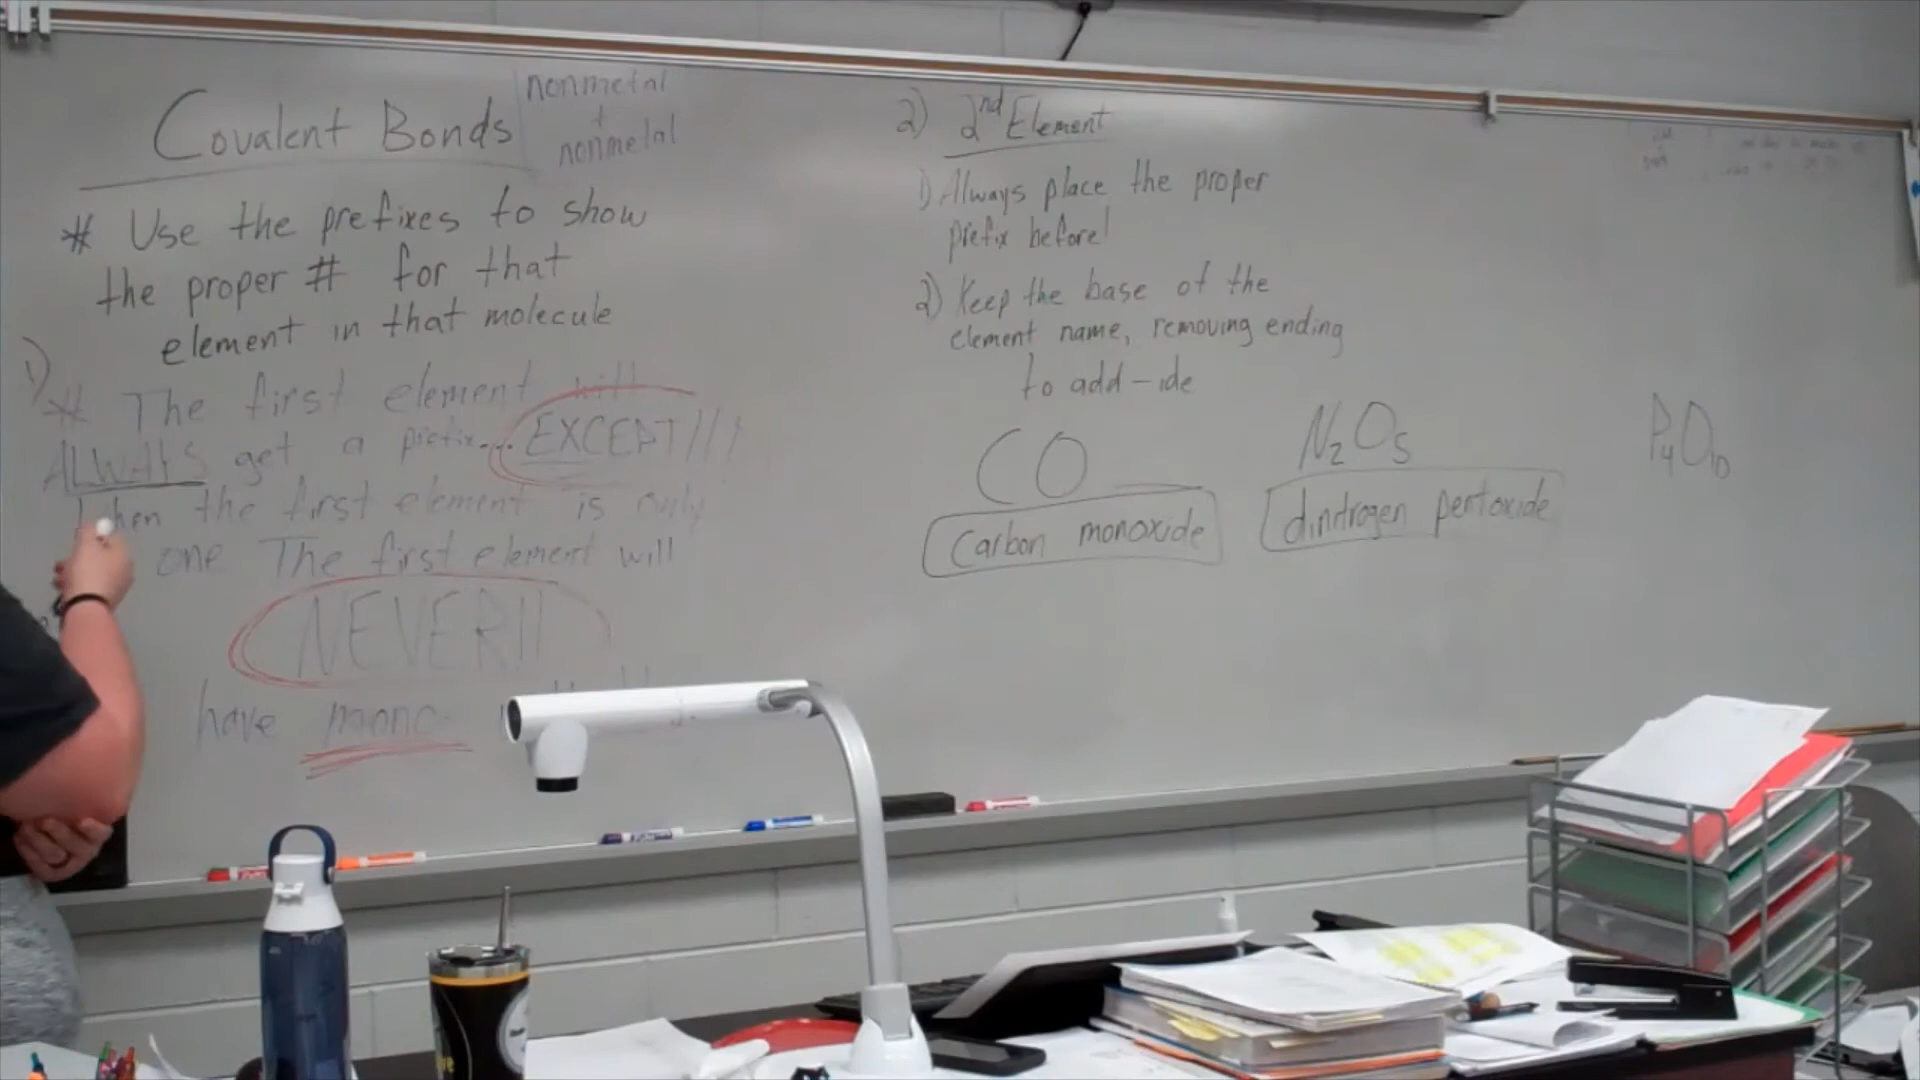 Covalent Bonds
nonmetal
+
nonmetal
* Use the prefixes to show
the proper # for that
element in that molecule
1)
* The first element will
ALWAYS get a prefix... EXCEPT!!!
when the first element is only
one The first element will
NEVER!!
have mono-
2) 2nd Element
1) Always place the proper
prefix before!
2) Keep the base of the
element name, removing ending
to add -ide
CO
carbon monoxide
N2O5
dinitrogen pentoxide
P4O10